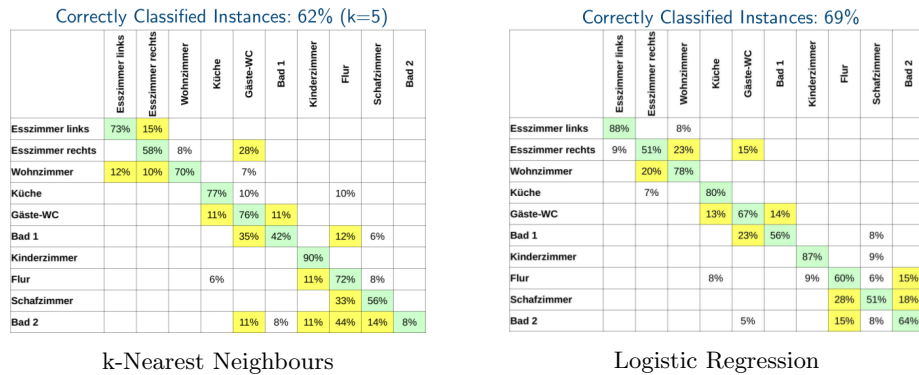 Correctly Classified Instances: 62% (k=5)
Esszimmer links
Esszimmer rechts
Wohnzimmer
Küche
Gäste-WC
Bad 1
Kinderzimmer
Flur
Schafzimmer
Bad 2
Esszimmer links 73% 15%
Esszimmer rechts 58% 8% 28%
Wohnzimmer 12% 10% 70% 7%
Küche 77% 10% 10%
Gäste-WC 11% 76% 11%
Bad 1 35% 42% 12% 6%
Kinderzimmer 90%
Flur 6% 11% 72% 8%
Schafzimmer 33% 56%
Bad 2 11% 8% 11% 44% 14% 8%
k-Nearest Neighbours
Correctly Classified Instances: 69%
Esszimmer links
Esszimmer rechts
Wohnzimmer
Küche
Gäste-WC
Bad 1
Kinderzimmer
Flur
Schafzimmer
Bad 2
Esszimmer links 88% 8%
Esszimmer rechts 9% 51% 23% 15%
Wohnzimmer 20% 78%
Küche 7% 80%
Gäste-WC 13% 67% 14%
Bad 1 23% 56% 8%
Kinderzimmer 87% 9%
Flur 8% 9% 60% 6% 15%
Schafzimmer 28% 51% 18%
Bad 2 5% 15% 8% 64%
Logistic Regression